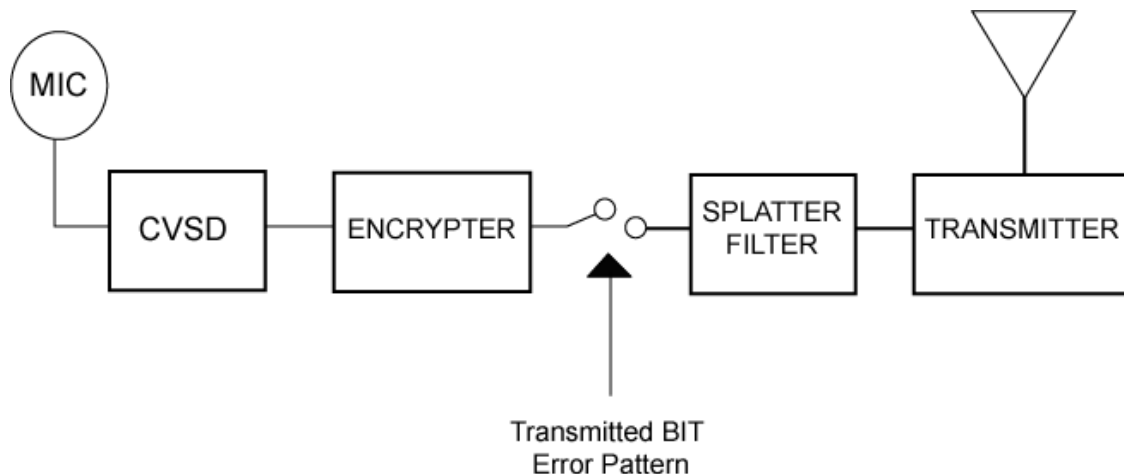 MIC
CVSD
ENCRYPTER
SPLATTER
FILTER
TRANSMITTER
Transmitted BIT
Error Pattern